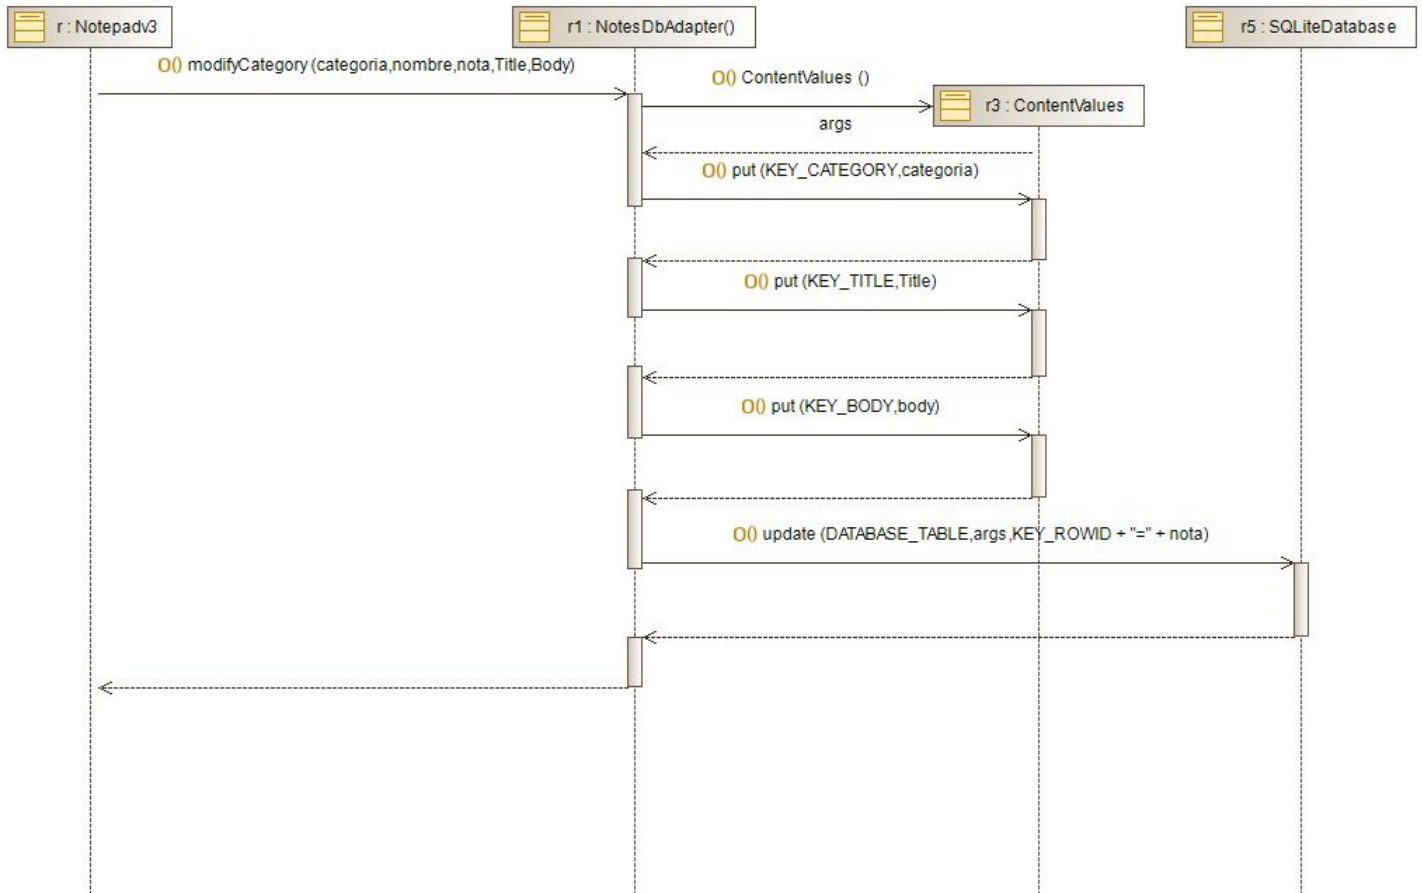 r : Notepadv3
r1 : NotesDbAdapter()
r5 : SQLiteDatabase
O() modifyCategory (categoria,nombre,nota,Title,Body)
O() ContentValues ()
r3 : ContentValues
args
O() put (KEY_CATEGORY,categoria)
O() put (KEY_TITLE,Title)
O() put (KEY_BODY,body)
O() update (DATABASE_TABLE,args,KEY_ROWID + "=" + nota)